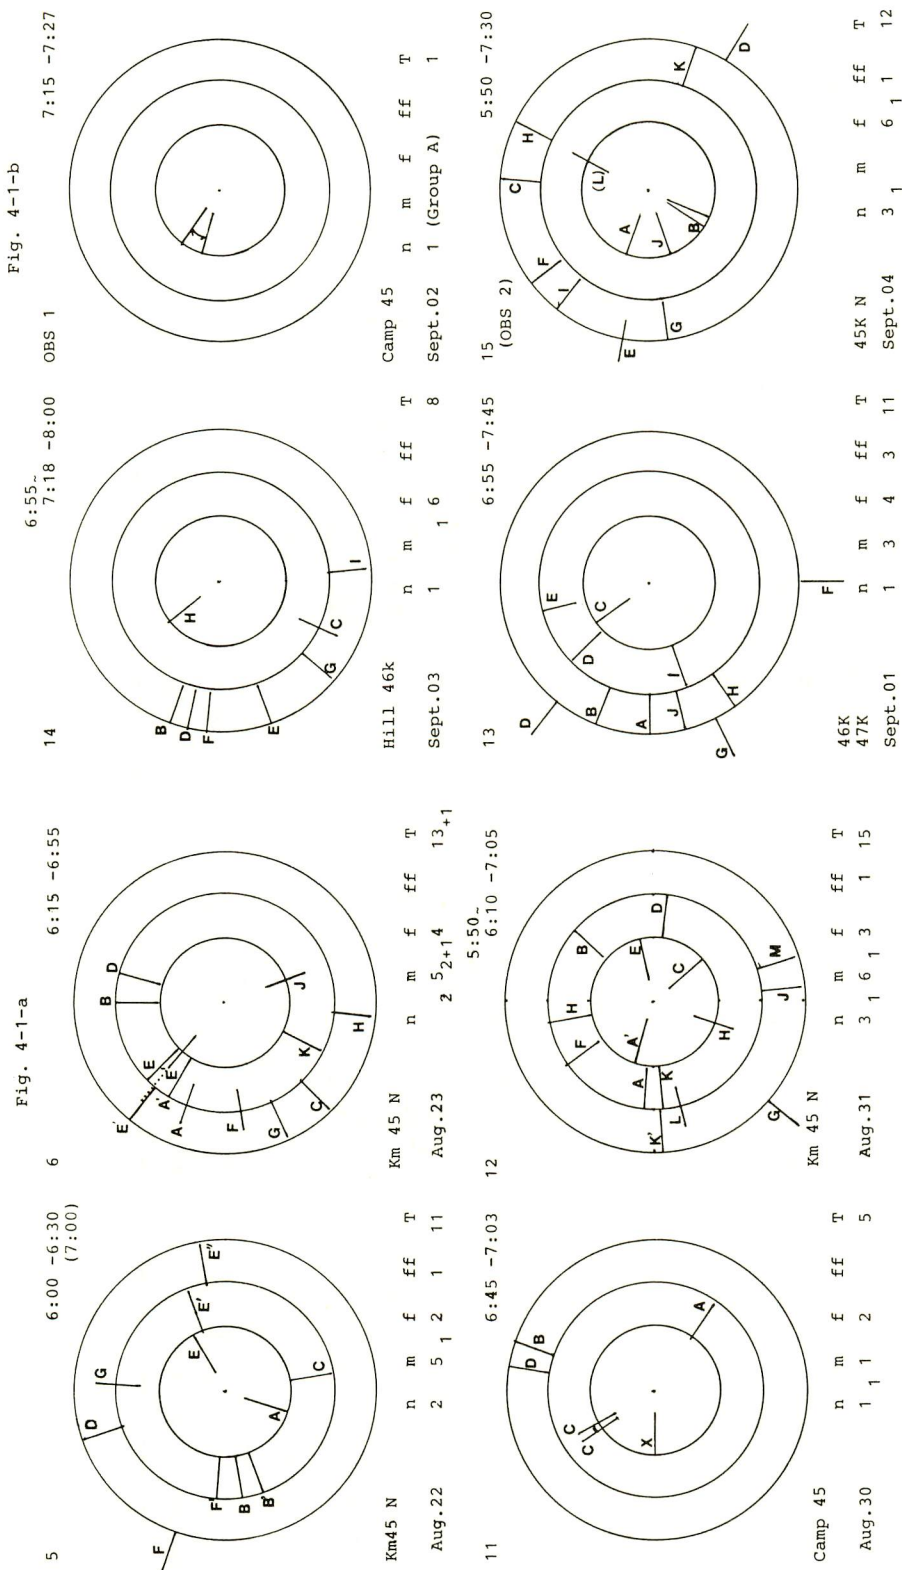 Fig. 4-1-a
5
6:00 -6:30
(7:00)
F
D
G
E
E'
E"
F'
B
B'
A
C
Km45 N
n m f ff T
Aug.22
2 5 1 2 1 11
6
6:15 -6:55
E'
B
D
E
E
A'
A
F
G
C
K
J
H
Km 45 N
n m f ff T
Aug.23
2 5 2+1 4 13+1
11
6:45 -7:03
D
B
C
C'
X
A
Camp 45
n m f ff T
Aug.30
1 1 1 2 5
12
5:50~
6:10 -7:05
H
B
F
A'
E
D
A
K
K'
L
C
H
G
J
M
Km 45 N
n m f ff T
Aug.31
3 1 6 1 3 1 15
Fig. 4-1-b
14
6:55~
7:18 -8:00
H
B
D
F
E
G
C
I
Hill 46k
n m f ff T
Sept.03
1 1 6 8
OBS 1
7:15 -7:27
J
Camp 45
n m f ff T
Sept.02
1 (Group A) 1
13
6:55 -7:45
D
E
D
C
B
A
J
I
H
G
F
46K
47K
n m f ff T
Sept.01
1 3 4 3 11
15
(OBS 2)
5:50 -7:30
C
H
F
I
(L)
E
A
J
B
G
K
D
45K N
n m f ff T
Sept.04
3 1 6 1 1 12